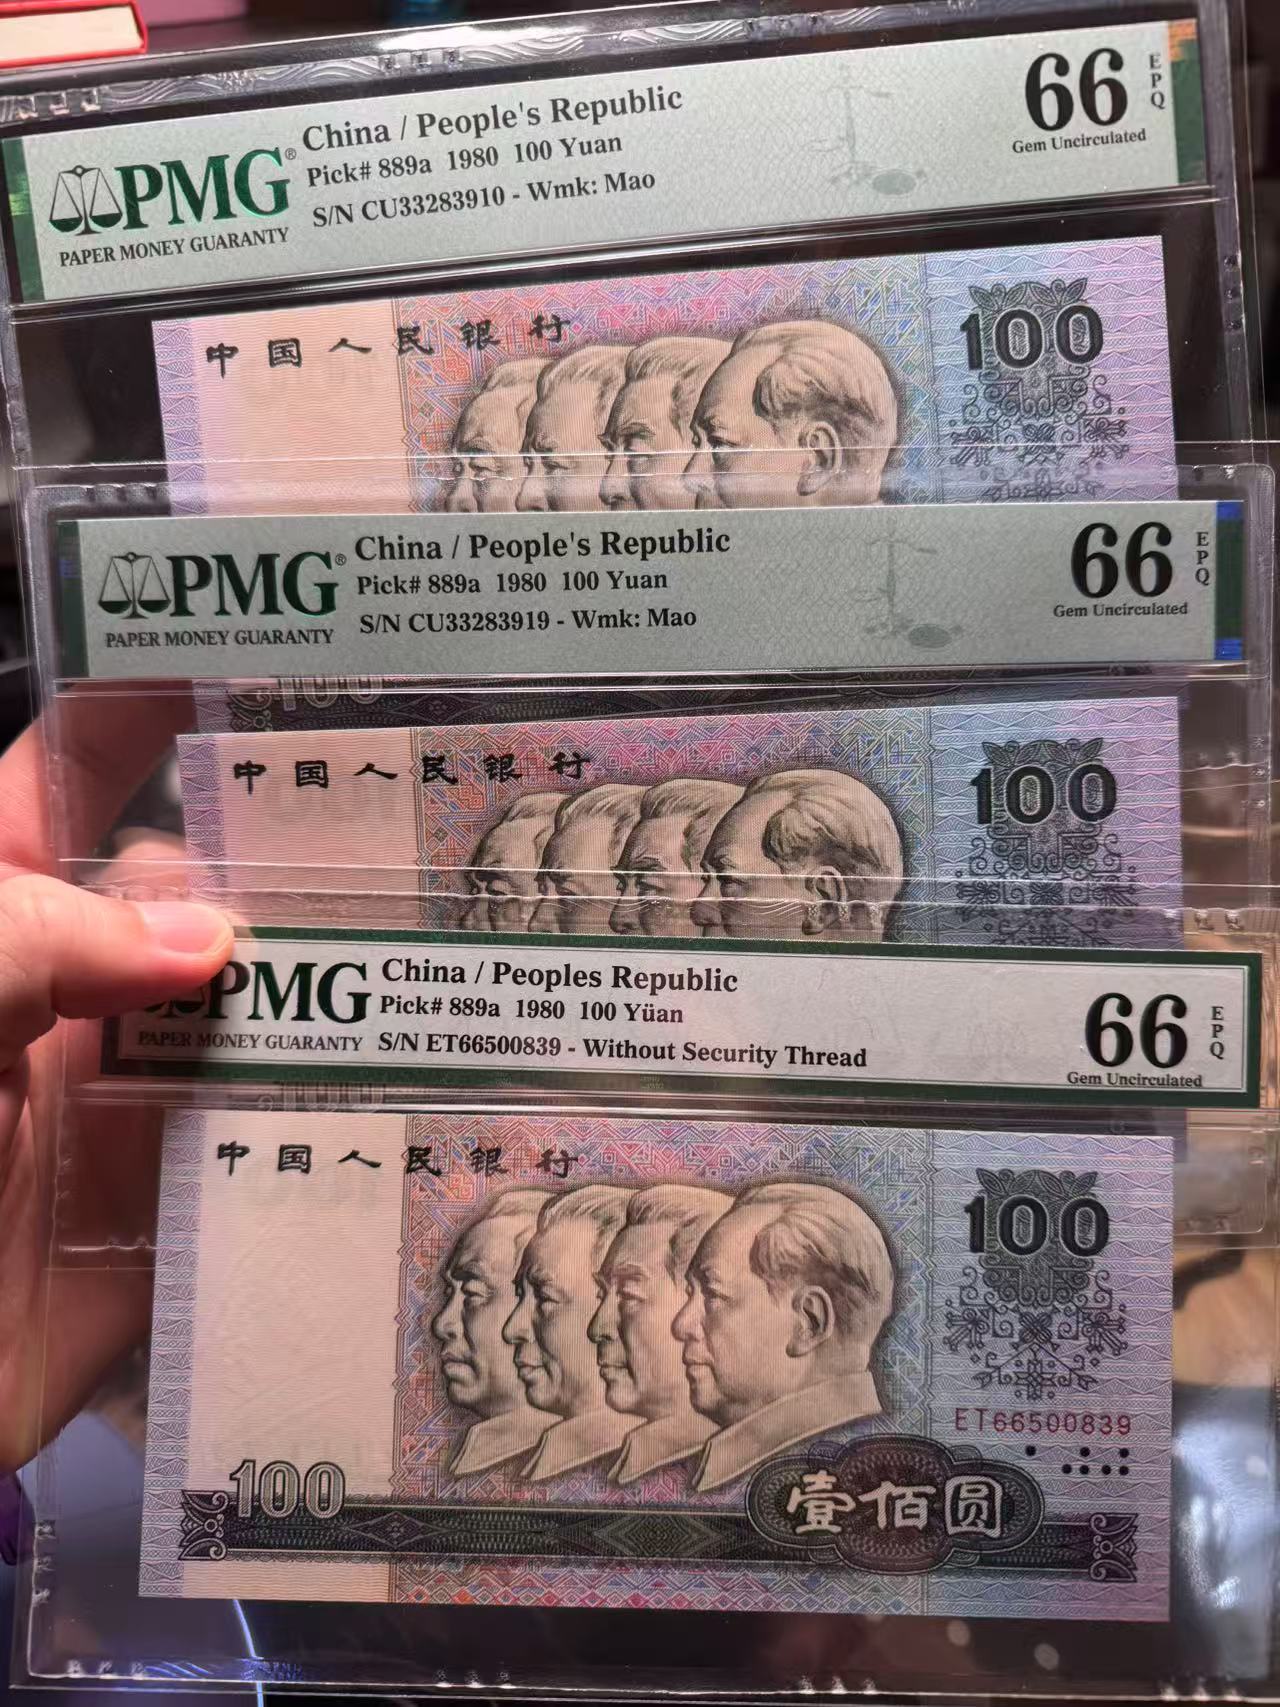 PMG®
PAPER MONEY GUARANTY
China / People's Republic
Pick# 889a 1980 100 Yuan
S/N CU33283910 - Wmk: Mao
66
EPQ
Gem Uncirculated
中国人民银行
100
PMG®
PAPER MONEY GUARANTY
China / People's Republic
Pick# 889a 1980 100 Yuan
S/N CU33283919 - Wmk: Mao
66
EPQ
Gem Uncirculated
100
中国人民银行
100
PMG
PAPER MONEY GUARANTY
China / Peoples Republic
Pick# 889a 1980 100 Yüan
S/N ET66500839 - Without Security Thread
66
EPQ
Gem Uncirculated
100
中国人民银行
100
ET66500839
100
壹佰圆